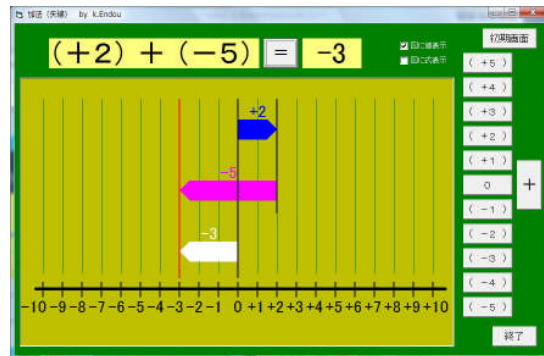 加法（矢線） by k.Endou
(+2) + (-5) = -3
図に値表示
図に式表示
初期画面
+2
-5
-3
-10 -9 -8 -7 -6 -5 -4 -3 -2 -1 0 +1 +2 +3 +4 +5 +6 +7 +8 +9 +10
( +5 )
( +4 )
( +3 )
( +2 )
( +1 )
0
( -1 )
( -2 )
( -3 )
( -4 )
( -5 )
+
終了